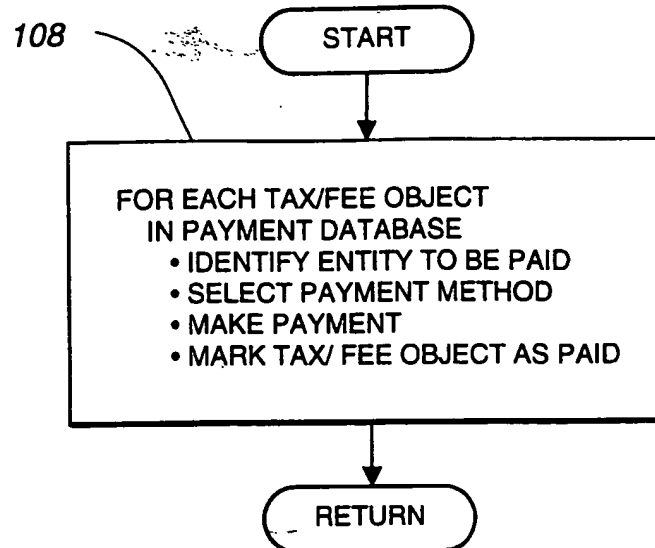 108
START
FOR EACH TAX/FEE OBJECT
IN PAYMENT DATABASE
• IDENTIFY ENTITY TO BE PAID
• SELECT PAYMENT METHOD
• MAKE PAYMENT
• MARK TAX/ FEE OBJECT AS PAID
RETURN